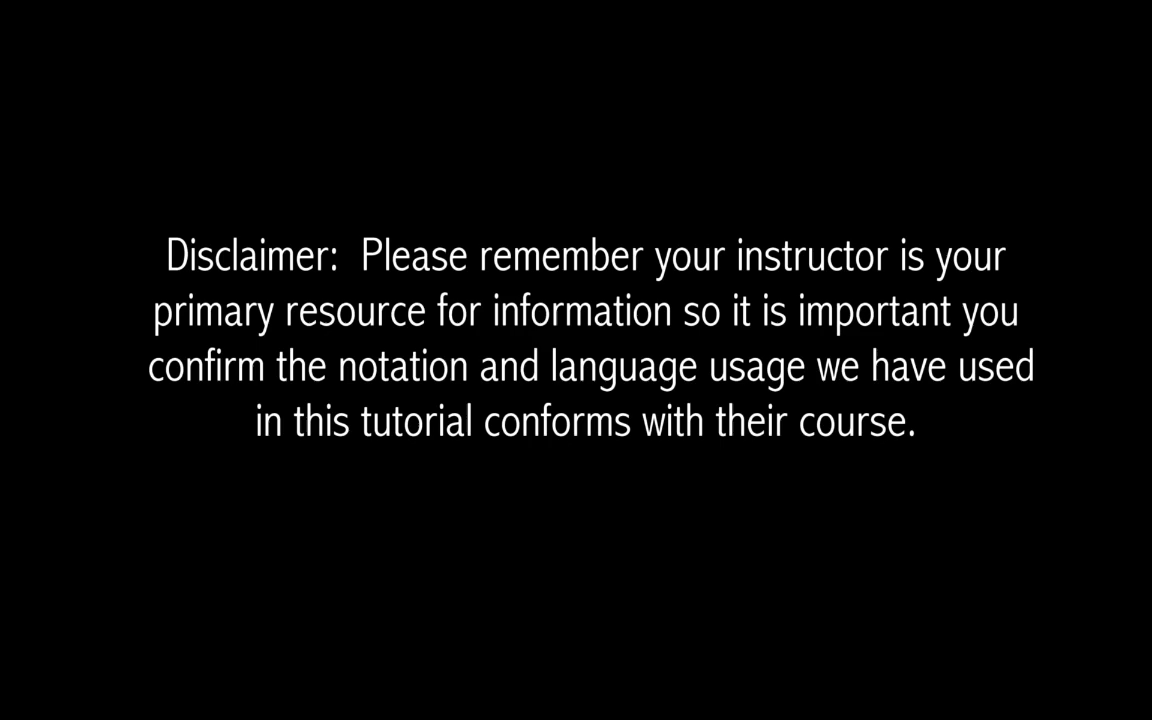 Disclaimer:  Please remember your instructor is your
primary resource for information so it is important you
confirm the notation and language usage we have used
in this tutorial conforms with their course.